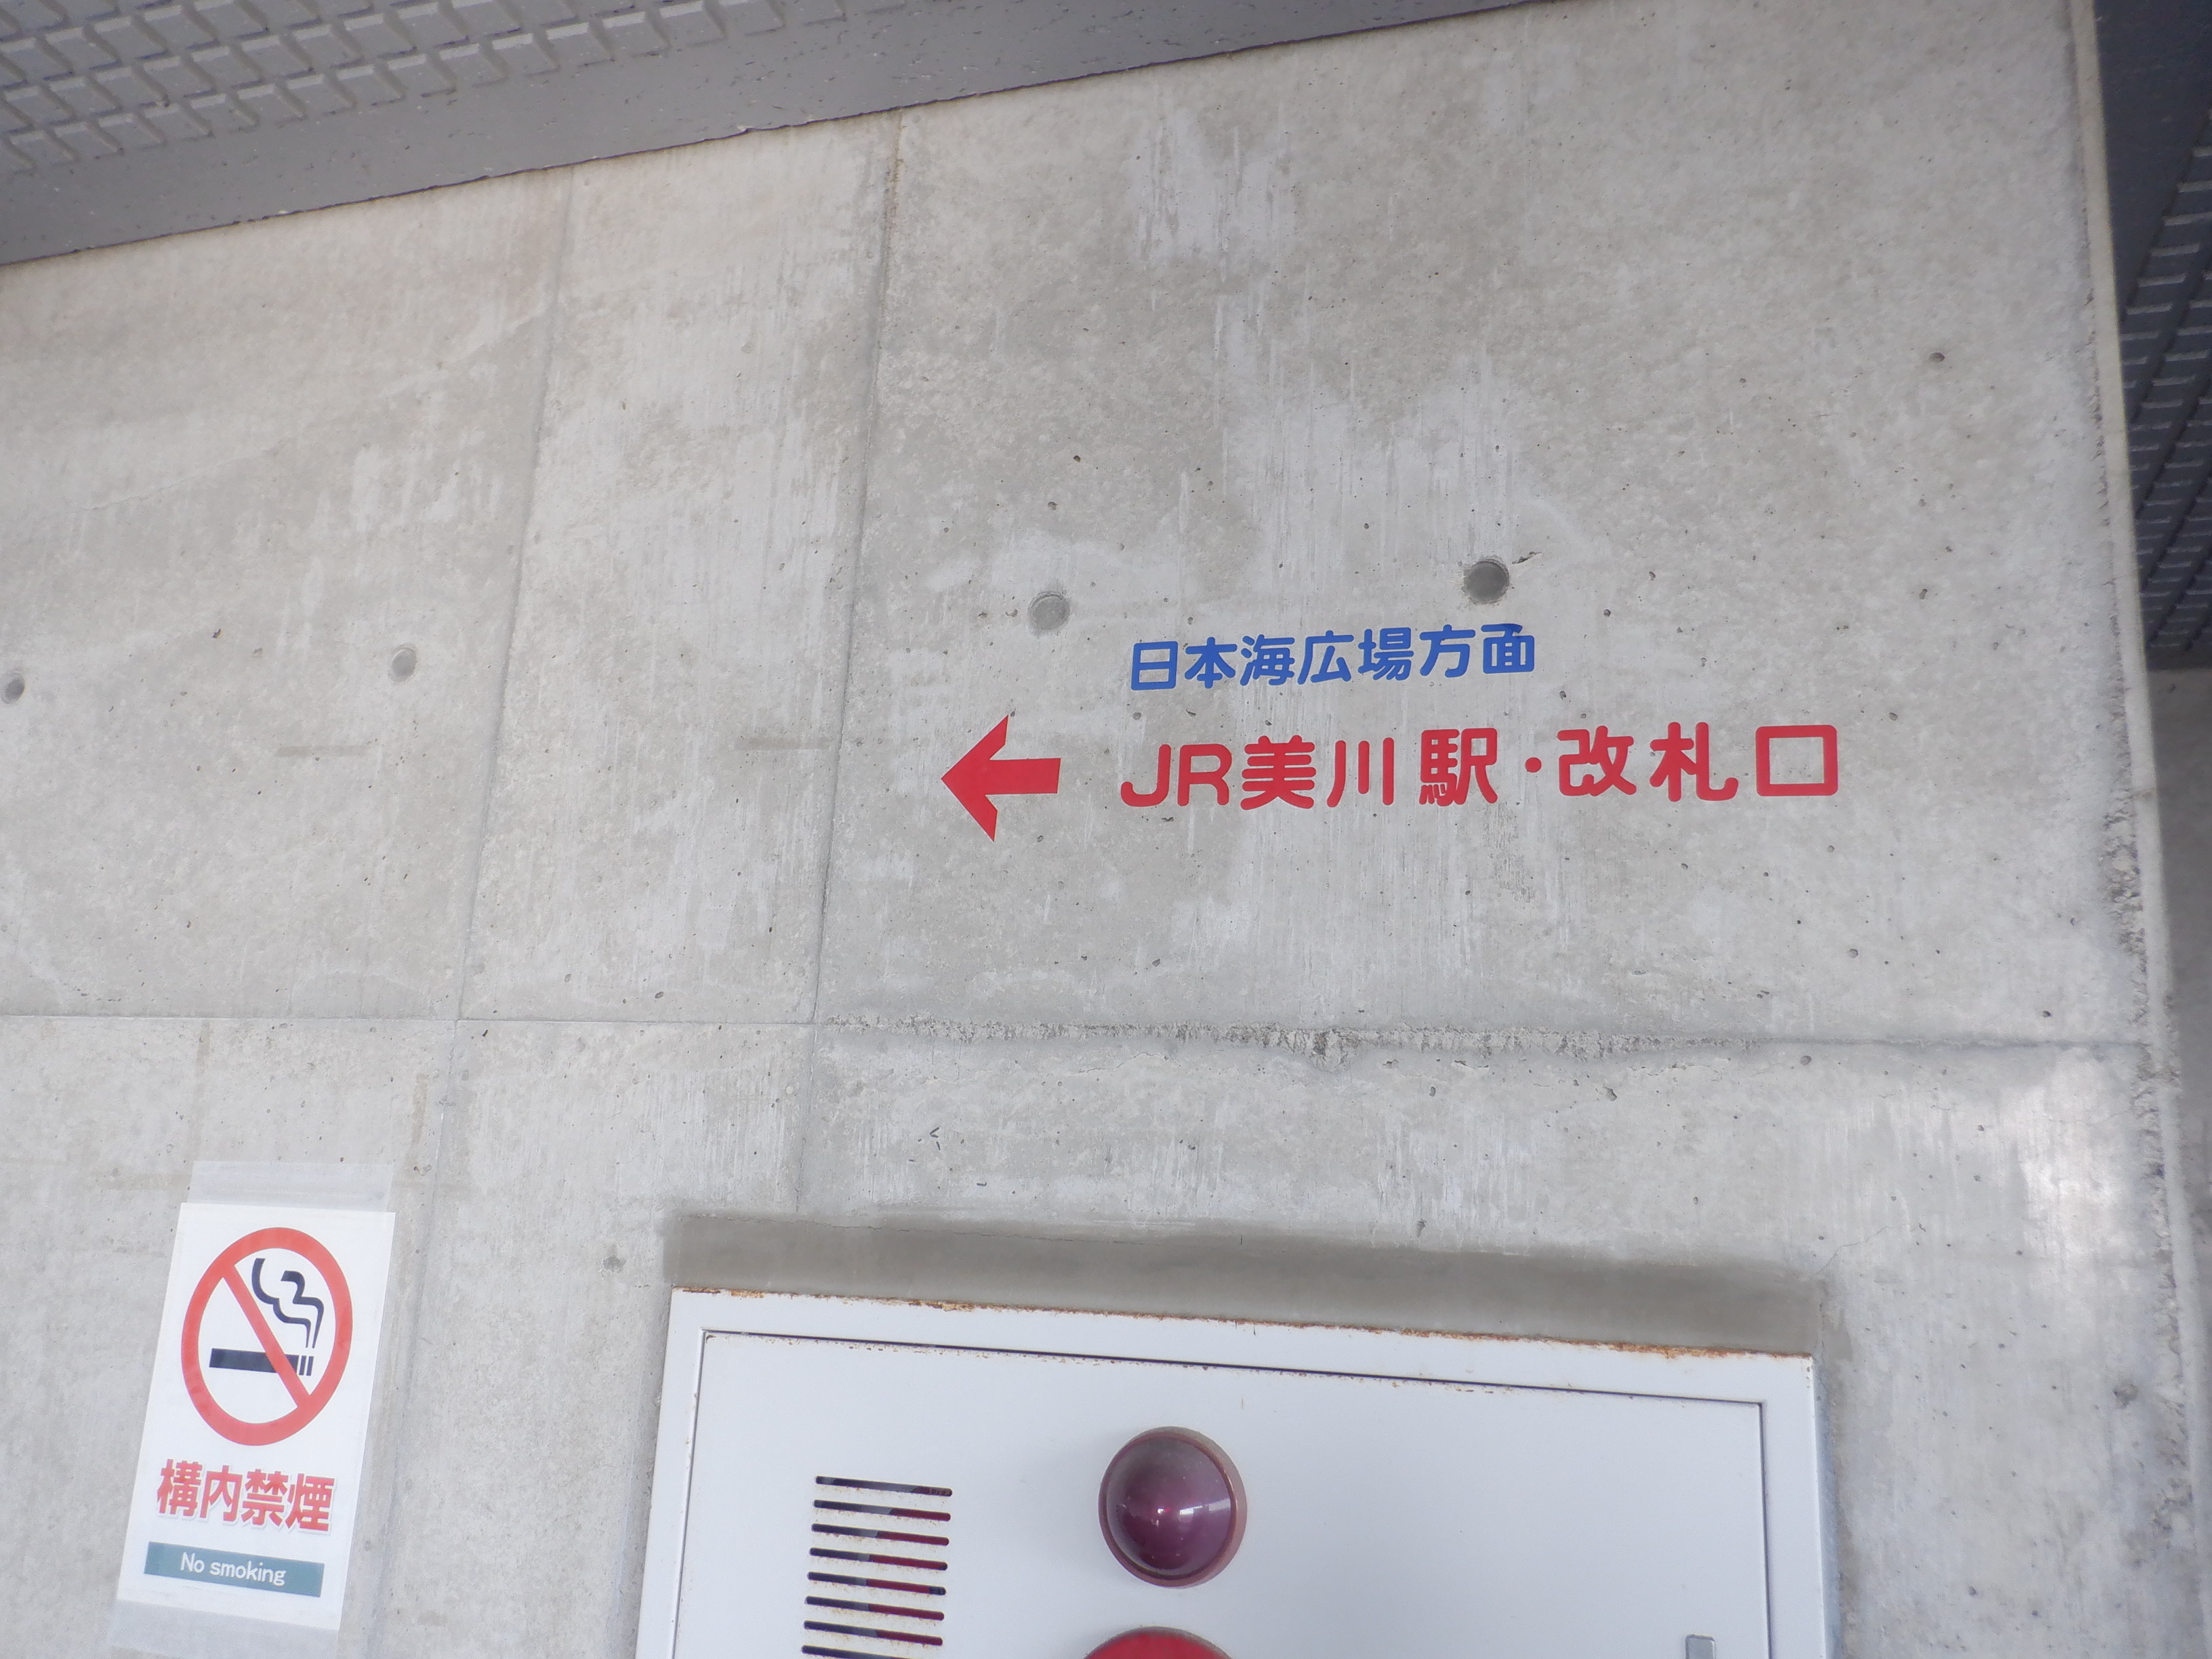 日本海広場方面
JR美川駅・改札口
構内禁煙
No smoking